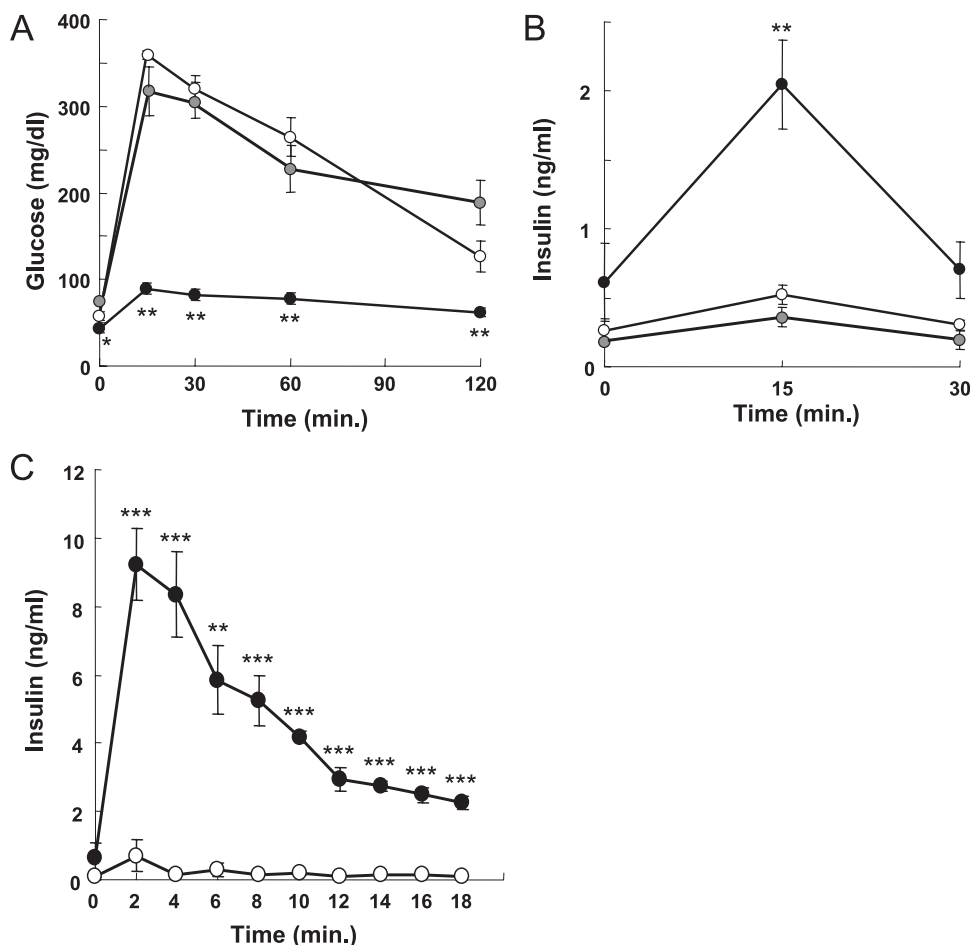 A
Glucose (mg/dl)
400
300
200
100
0
*
**
**
**
**
0 30 60 90 120
Time (min.)
B
Insulin (ng/ml)
2
1
0
**
0 15 30
Time (min.)
C
Insulin (ng/ml)
12
10
8
6
4
2
0
***
***
**
***
***
***
***
***
***
0 2 4 6 8 10 12 14 16 18
Time (min.)